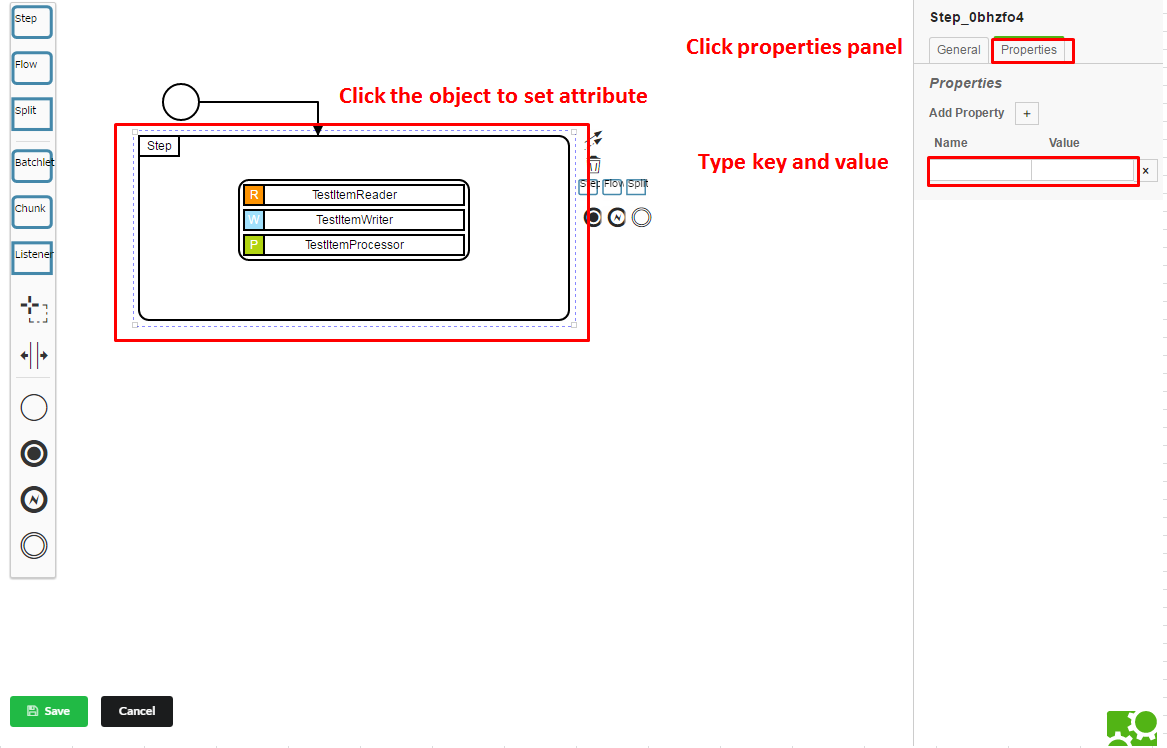 Step
Flow
Split
Batchlet
Chunk
Listener
Click the object to set attribute
Step
R TestItemReader
W TestItemWriter
P TestItemProcessor
Step Flow Split
Click properties panel
Type key and value
Step_0bhzfo4
General Properties
Properties
Add Property +
Name Value
×
Save Cancel